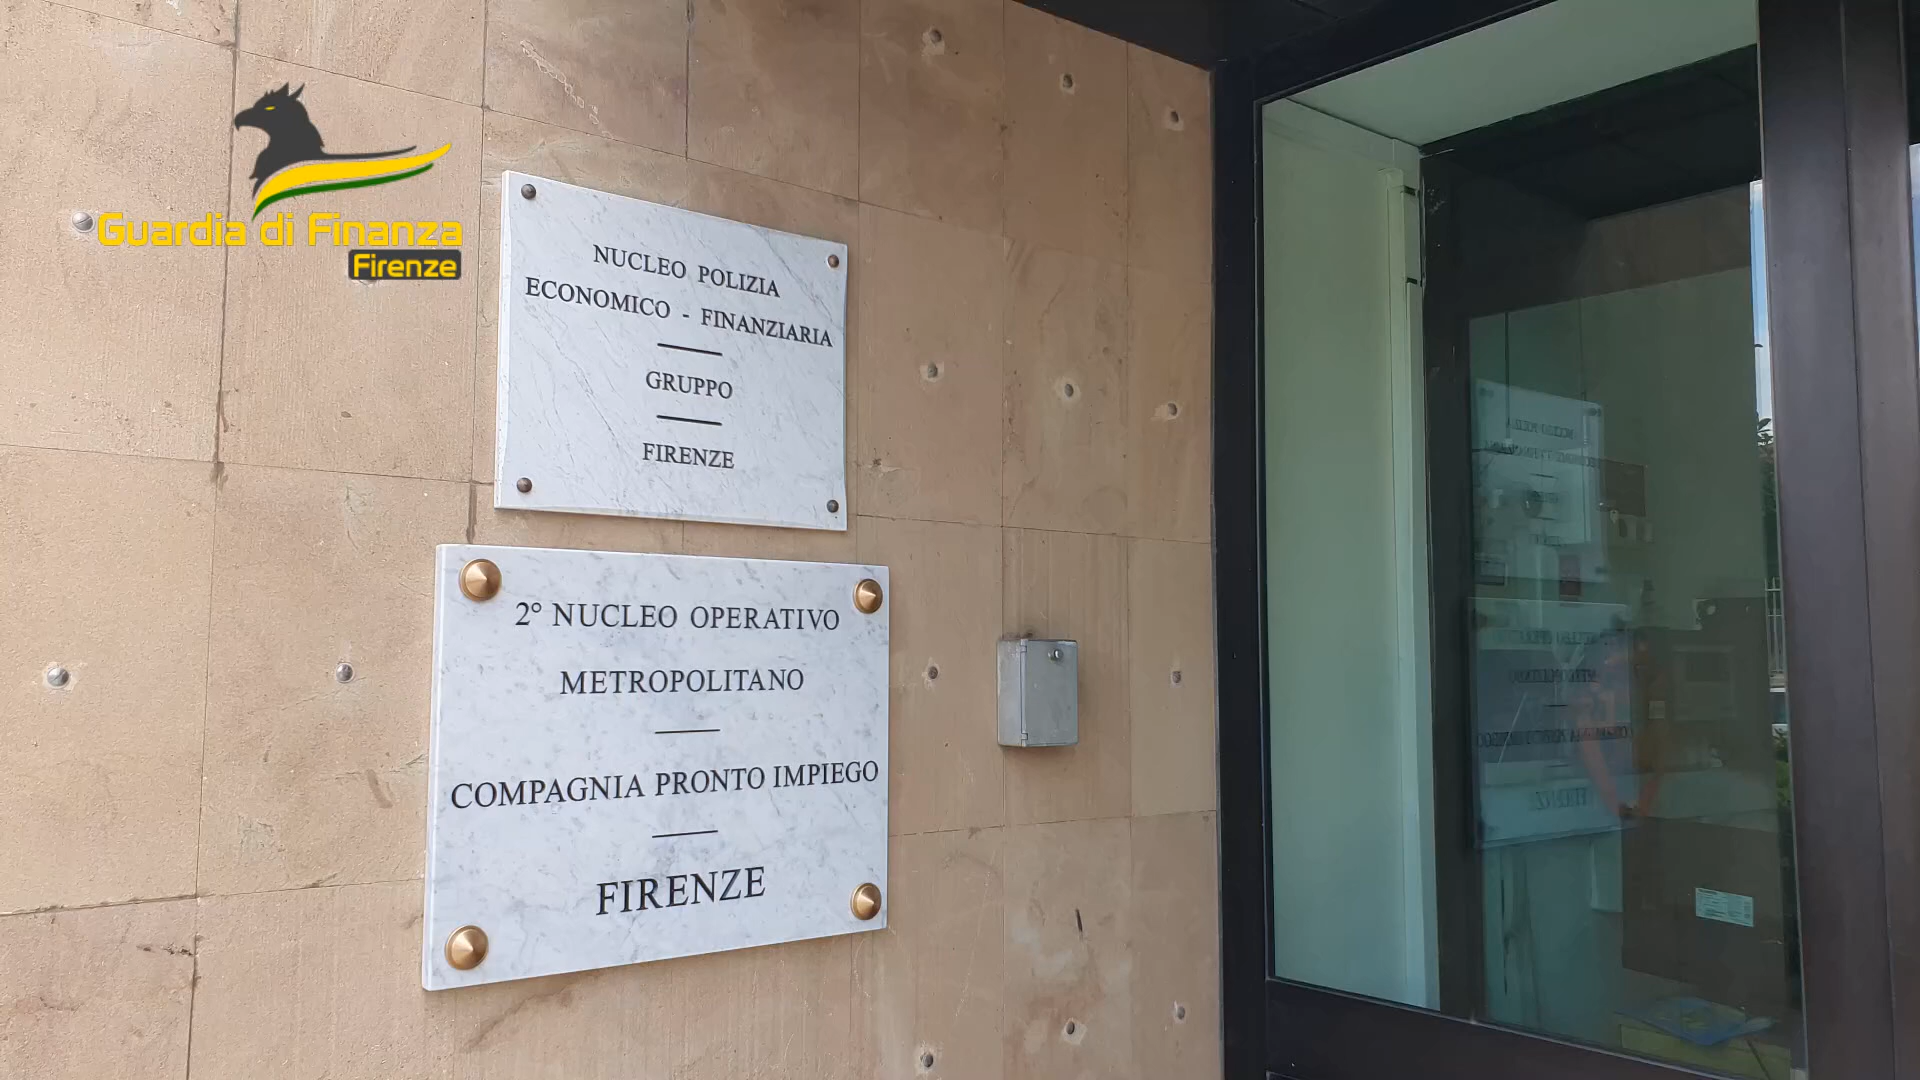 Guardia di Finanza
Firenze
NUCLEO POLIZIA
ECONOMICO - FINANZIARIA
GRUPPO
FIRENZE
2° NUCLEO OPERATIVO
METROPOLITANO
COMPAGNIA PRONTO IMPIEGO
FIRENZE